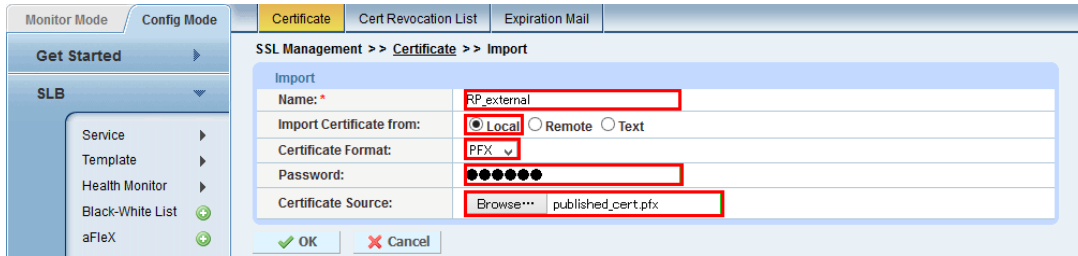 Monitor Mode Config Mode Certificate Cert Revocation List Expiration Mail
Get Started
SSL Management >> Certificate >> Import
Import
Name: * RP_external
SLB
Import Certificate from: Local Remote Text
Service
Certificate Format: PFX
Template
Password: ●●●●●●
Health Monitor
Certificate Source: Browse… published_cert.pfx
Black-White List
aFleX
OK Cancel